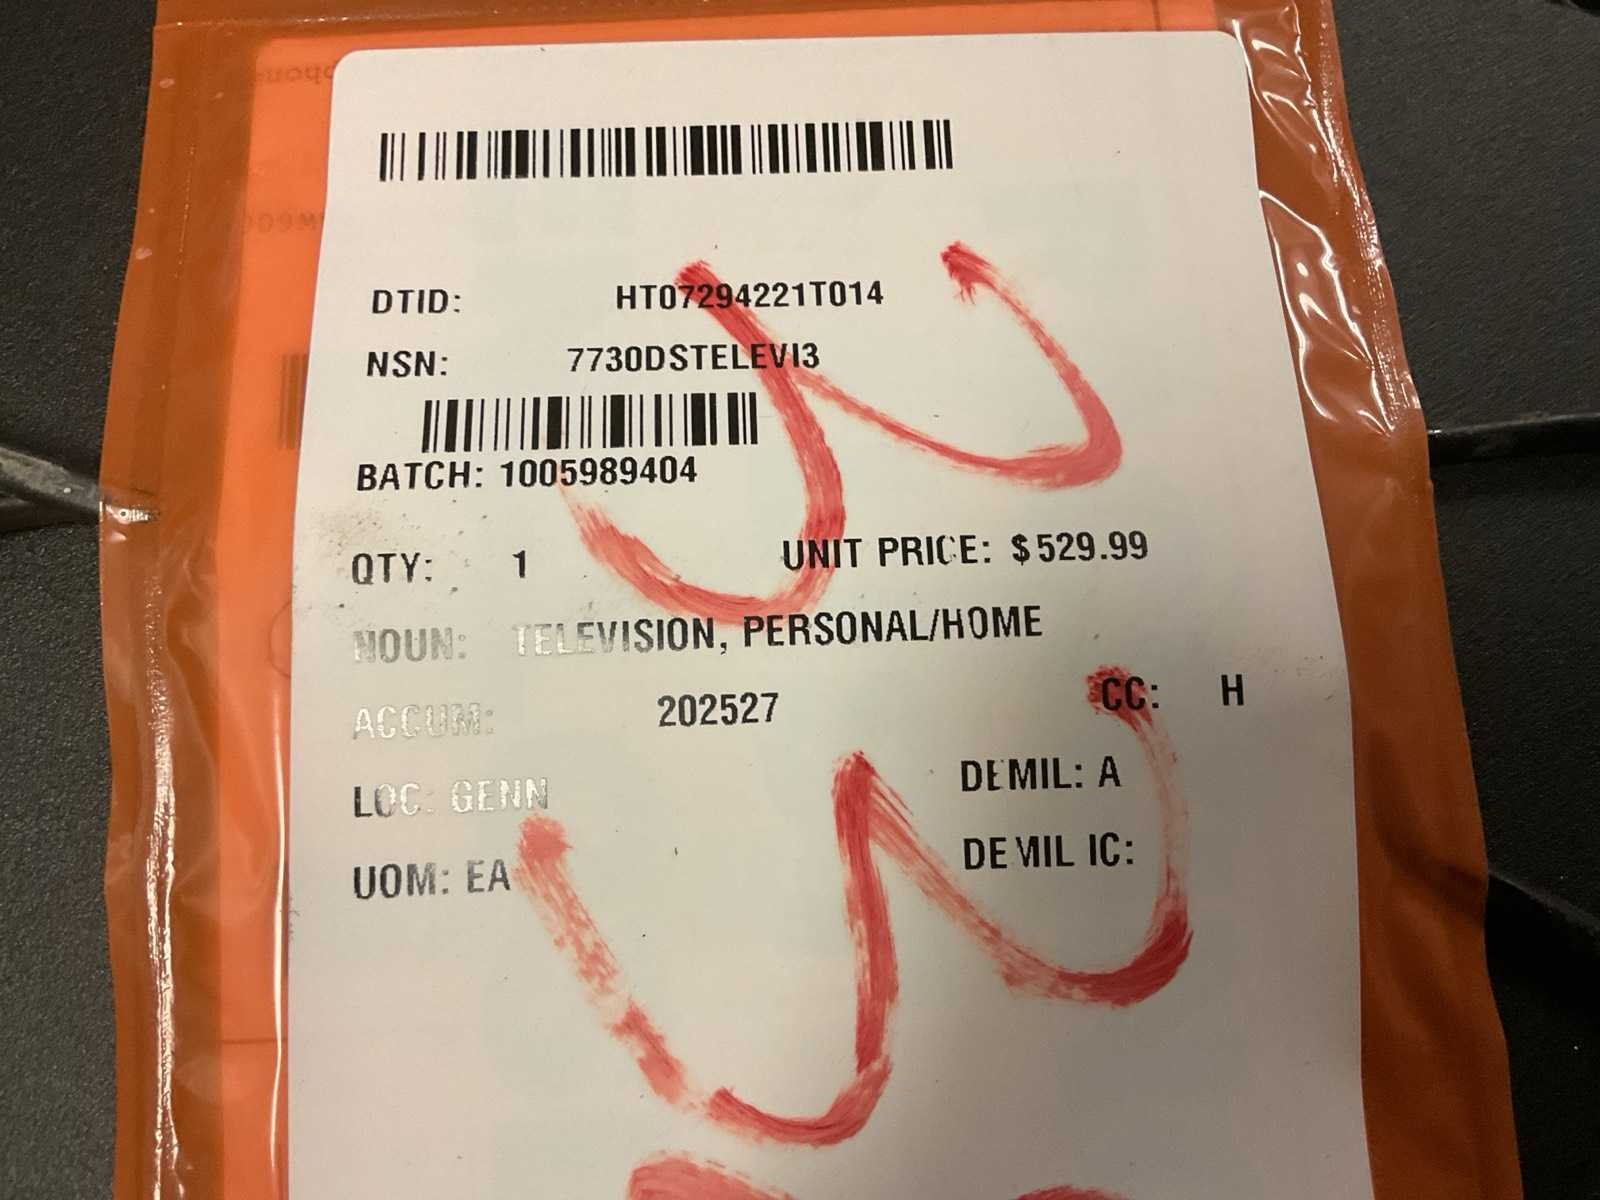 DTID: HT07294221T014
NSN: 7730DSTELEVI3
BATCH: 1005989404
QTY: 1 UNIT PRICE: $529.99
NOUN: TELEVISION, PERSONAL/HOME
ACCUM: 202527 CC: H
LOC: GENN DEMIL: A
UOM: EA DEMIL IC: